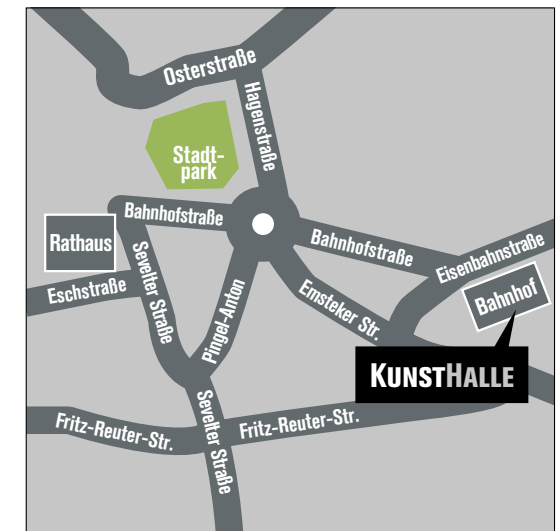 Osterstraße
Hagenstraße
Stadt-
park
Bahnhofstraße
Rathaus
Bahnhofstraße
Eisenbahnstraße
Sevelter Straße
Eschstraße
Pingel-Anton
Emsteker Str.
Bahnhof
KUNSTHALLE
Fritz-Reuter-Str.
Sevelter Straße
Fritz-Reuter-Str.